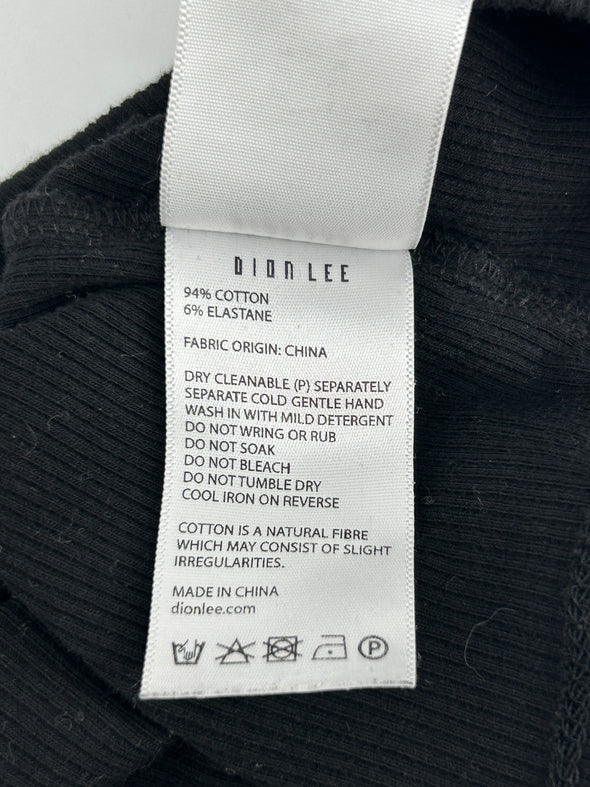 DION LEE
94% COTTON
6% ELASTANE
FABRIC ORIGIN: CHINA
DRY CLEANABLE (P) SEPARATELY
SEPARATE COLD GENTLE HAND
WASH IN WITH MILD DETERGENT
DO NOT WRING OR RUB
DO NOT SOAK
DO NOT BLEACH
DO NOT TUMBLE DRY
COOL IRON ON REVERSE
COTTON IS A NATURAL FIBRE
WHICH MAY CONSIST OF SLIGHT
IRREGULARITIES.
MADE IN CHINA
dionlee.com
P